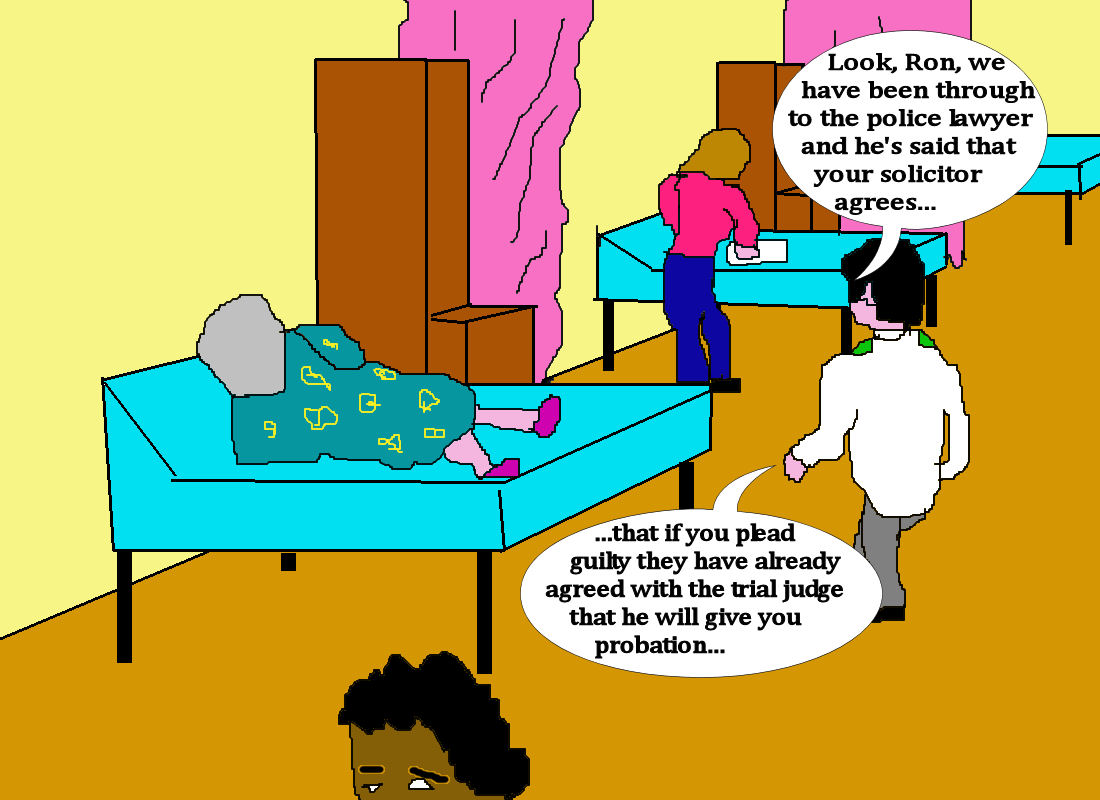 Look, Ron, we
have been through
to the police lawyer
and he's said that
your solicitor
agrees...
...that if you plead
guilty they have already
agreed with the trial judge
that he will give you
probation...